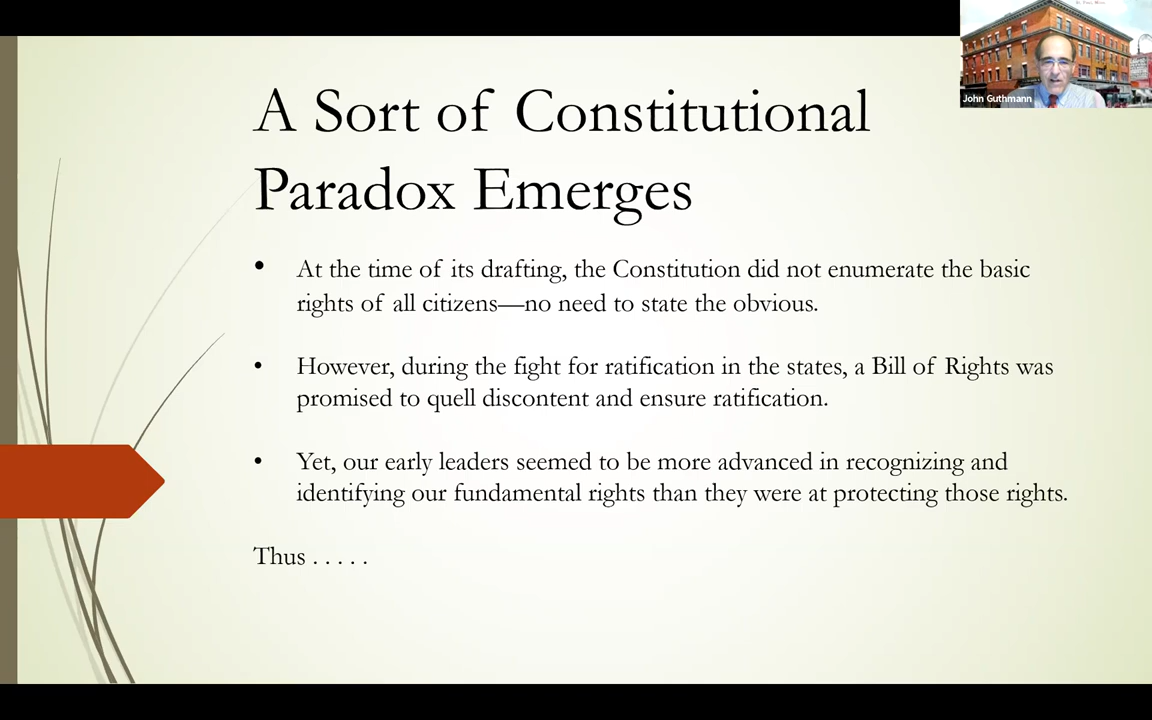 John Guthmann
A Sort of Constitutional
Paradox Emerges
• At the time of its drafting, the Constitution did not enumerate the basic
rights of all citizens—no need to state the obvious.
• However, during the fight for ratification in the states, a Bill of Rights was
promised to quell discontent and ensure ratification.
• Yet, our early leaders seemed to be more advanced in recognizing and
identifying our fundamental rights than they were at protecting those rights.
Thus . . . . .